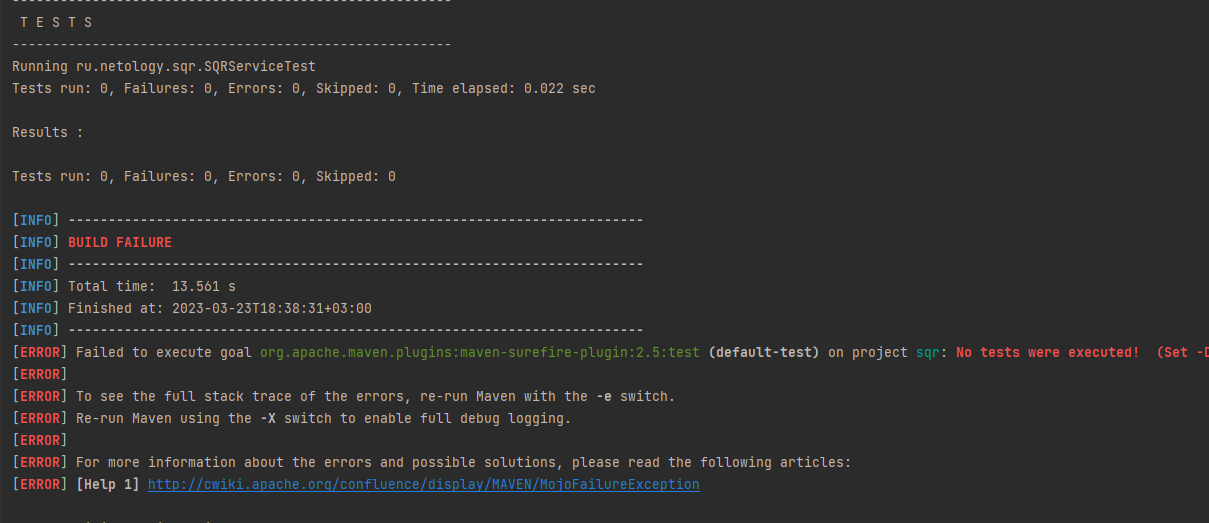 -------------------------------------------------------
T E S T S
-------------------------------------------------------
Running ru.netology.sqr.SQRServiceTest
Tests run: 0, Failures: 0, Errors: 0, Skipped: 0, Time elapsed: 0.022 sec
Results :
Tests run: 0, Failures: 0, Errors: 0, Skipped: 0
[INFO] ------------------------------------------------------------------------
[INFO] BUILD FAILURE
[INFO] ------------------------------------------------------------------------
[INFO] Total time:  13.561 s
[INFO] Finished at: 2023-03-23T18:38:31+03:00
[INFO] ------------------------------------------------------------------------
[ERROR] Failed to execute goal org.apache.maven.plugins:maven-surefire-plugin:2.5:test (default-test) on project sqr: No tests were executed!  (Set -D
[ERROR]
[ERROR] To see the full stack trace of the errors, re-run Maven with the -e switch.
[ERROR] Re-run Maven using the -X switch to enable full debug logging.
[ERROR]
[ERROR] For more information about the errors and possible solutions, please read the following articles:
[ERROR] [Help 1] http://cwiki.apache.org/confluence/display/MAVEN/MojoFailureException